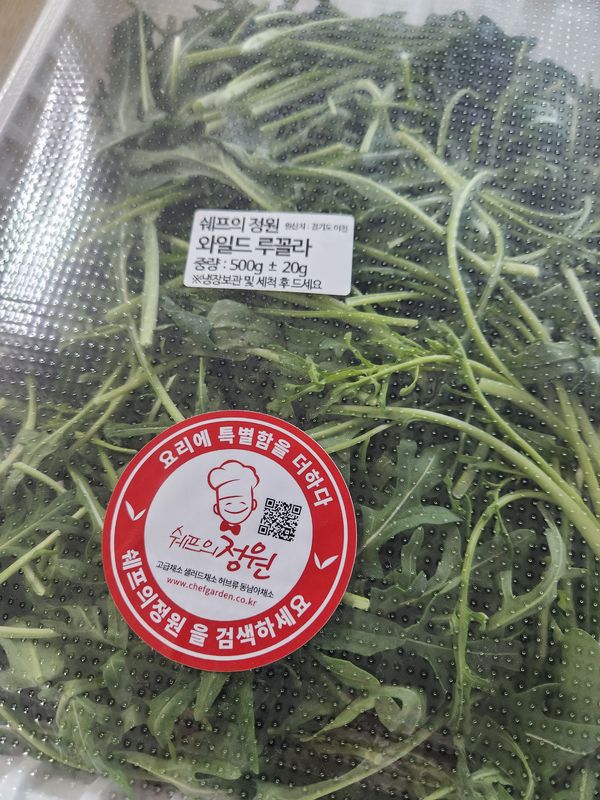 쉐프의 정원 원산지 : 경기도 이천
와일드 루꼴라
중량 : 500g ± 20g
※냉장보관 및 세척 후 드세요
요리에 특별함을 더하다
쉐프의정원
고급채소 샐러드채소 허브류 동남아채소
www.chefgarden.co.kr
쉐프의정원 을 검색하세요